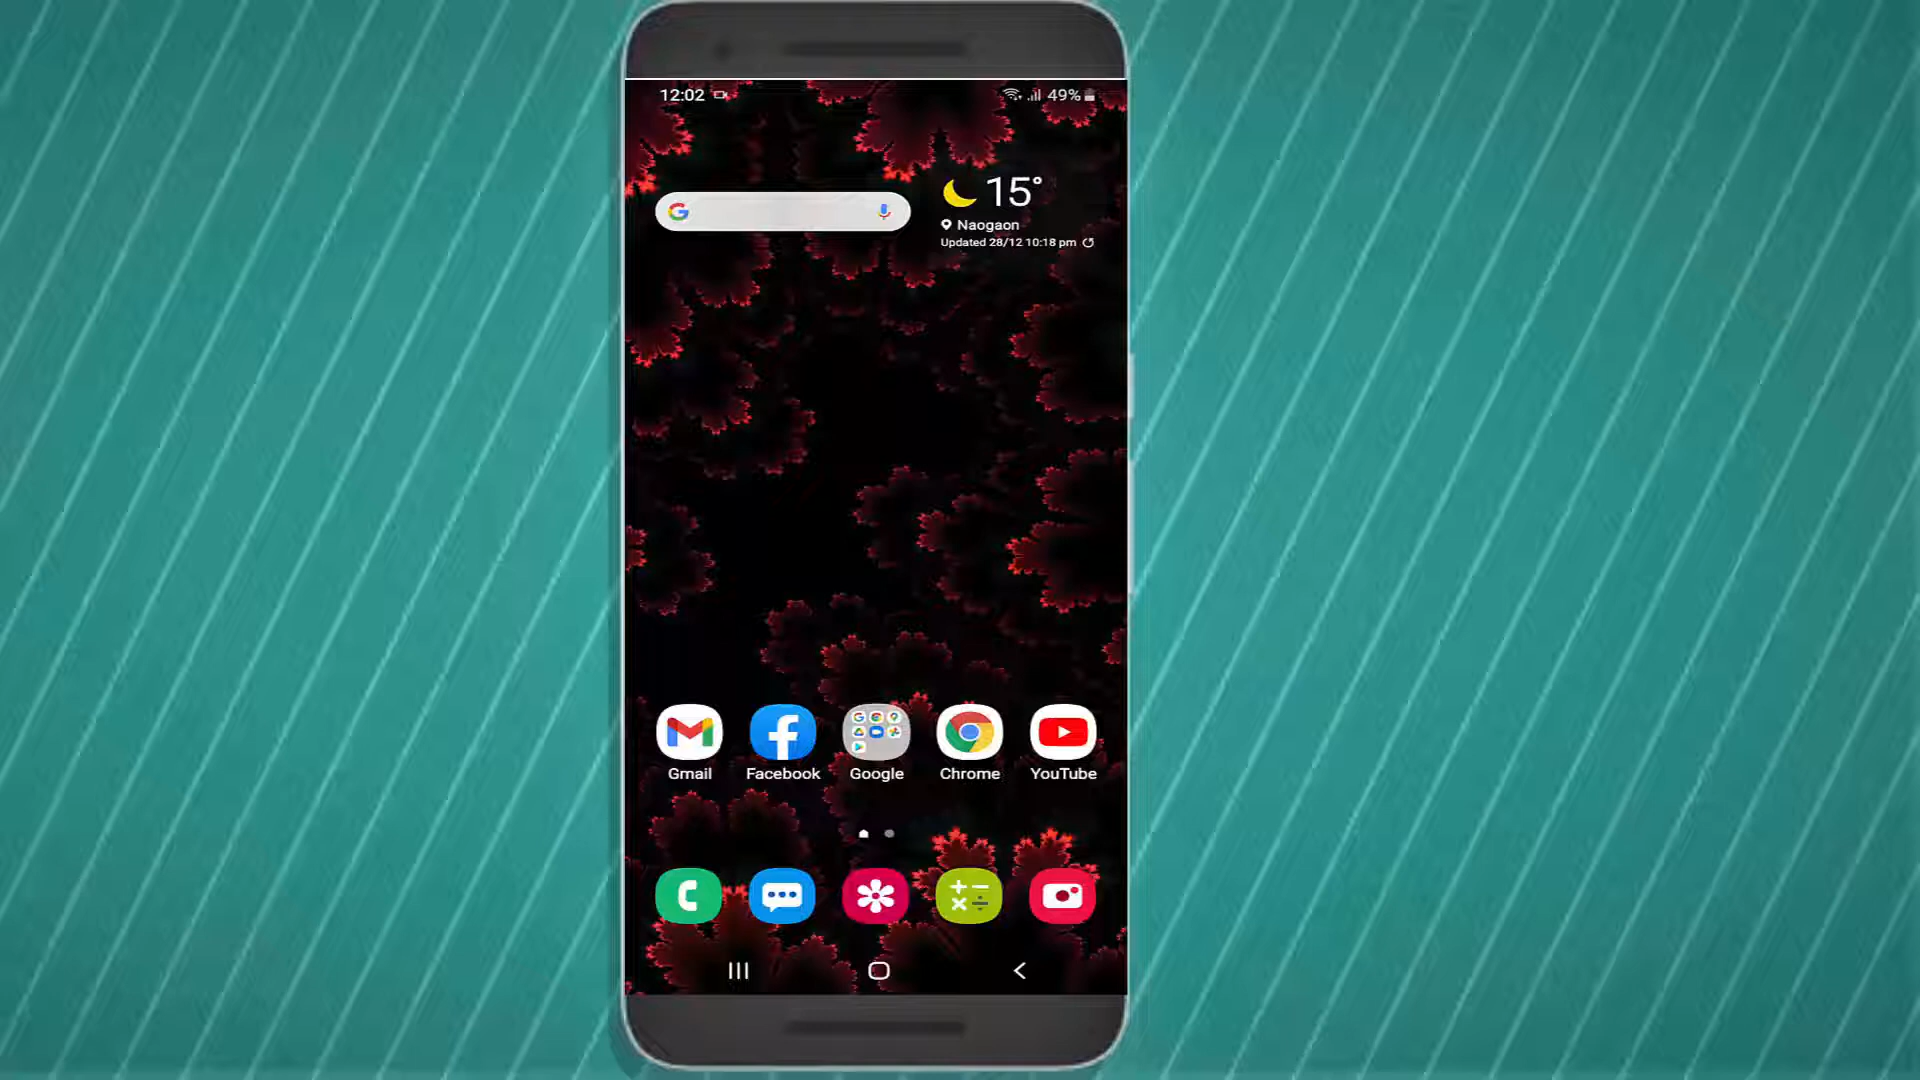 12:02
49%
15°
Naogaon
Updated 28/12 10:18 pm
Gmail
Facebook
Google
Chrome
YouTube